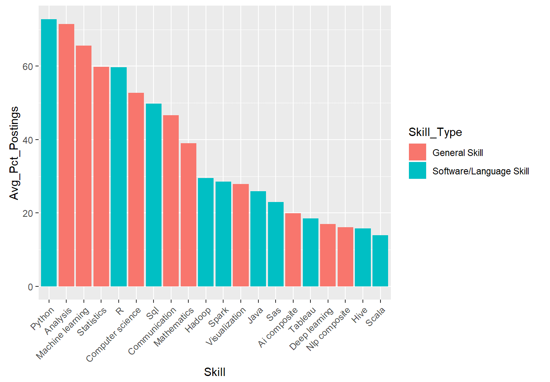 Avg_Pct_Postings
60
40
20
0
Python
Analysis
Machine learning
Statistics
R
Computer science
Sql
Communication
Mathematics
Hadoop
Spark
Visualization
Java
Sas
Ai composite
Tableau
Deep learning
Nlp composite
Hive
Scala
Skill
Skill_Type
General Skill
Software/Language Skill